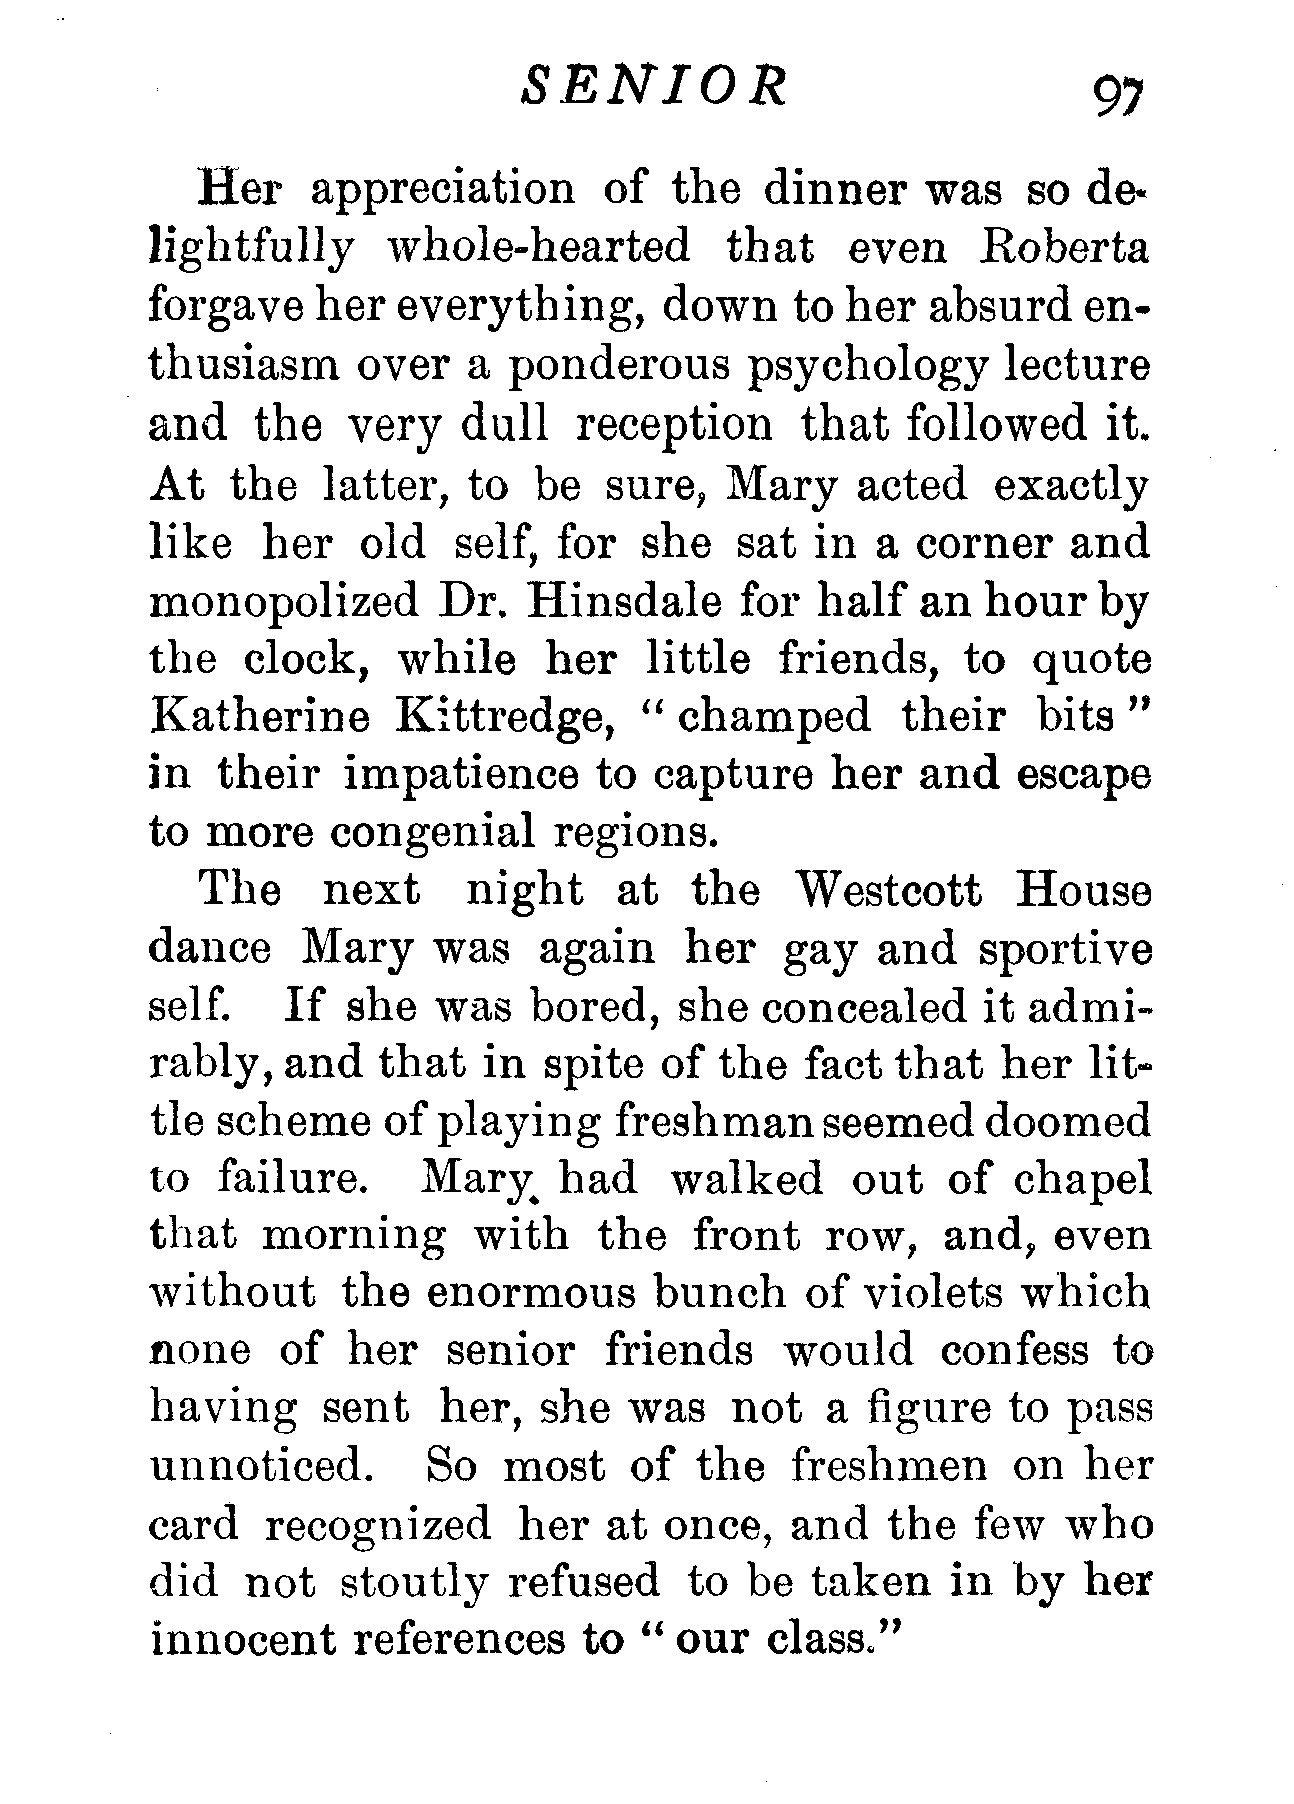 SENIOR 97
Her appreciation of the dinner was so de-
lightfully whole-hearted that even Roberta
forgave her everything, down to her absurd en-
thusiasm over a ponderous psychology lecture
and the very dull reception that followed it.
At the latter, to be sure, Mary acted exactly
like her old self, for she sat in a corner and
monopolized Dr. Hinsdale for half an hour by
the clock, while her little friends, to quote
Katherine Kittredge, “ champed their bits ”
in their impatience to capture her and escape
to more congenial regions.
The next night at the Westcott House
dance Mary was again her gay and sportive
self. If she was bored, she concealed it admi-
rably, and that in spite of the fact that her lit-
tle scheme of playing freshman seemed doomed
to failure. Mary had walked out of chapel
that morning with the front row, and, even
without the enormous bunch of violets which
none of her senior friends would confess to
having sent her, she was not a figure to pass
unnoticed. So most of the freshmen on her
card recognized her at once, and the few who
did not stoutly refused to be taken in by her
innocent references to “ our class.”